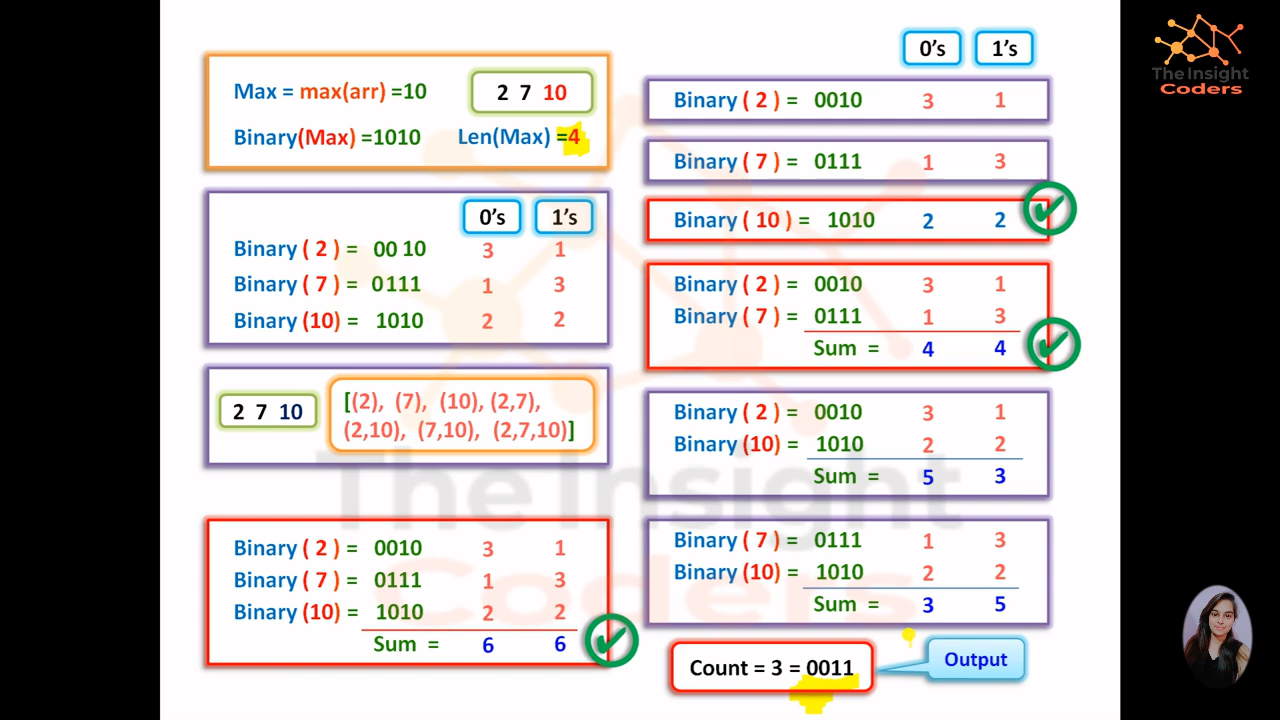 Max = max(arr) =10
2 7 10
Binary(Max) =1010
Len(Max) =4
0's 1's
Binary ( 2 ) = 00 10 3 1
Binary ( 7 ) = 0111 1 3
Binary (10) = 1010 2 2
2 7 10
[(2), (7), (10), (2,7),
(2,10), (7,10), (2,7,10)]
Binary ( 2 ) = 0010 3 1
Binary ( 7 ) = 0111 1 3
Binary (10) = 1010 2 2
Sum = 6 6
0's 1's
Binary ( 2 ) = 0010 3 1
Binary ( 7 ) = 0111 1 3
Binary ( 10 ) = 1010 2 2
Binary ( 2 ) = 0010 3 1
Binary ( 7 ) = 0111 1 3
Sum = 4 4
Binary ( 2 ) = 0010 3 1
Binary (10) = 1010 2 2
Sum = 5 3
Binary ( 7 ) = 0111 1 3
Binary (10) = 1010 2 2
Sum = 3 5
Count = 3 = 0011
Output
The Insight
Coders
The Insight
Coders